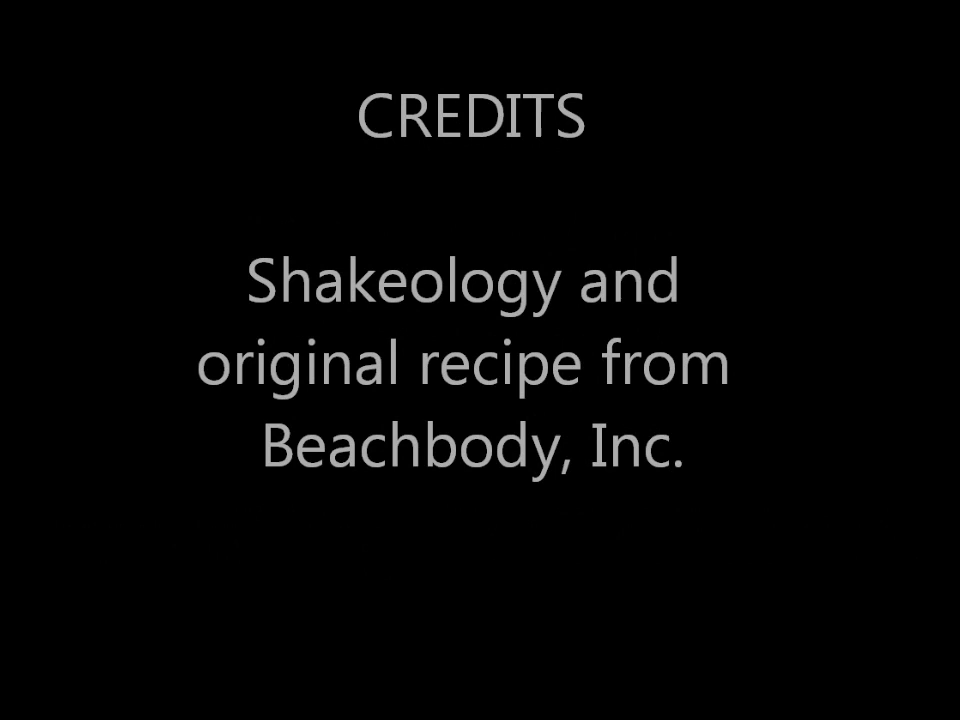 CREDITS
Shakeology and
original recipe from
Beachbody, Inc.